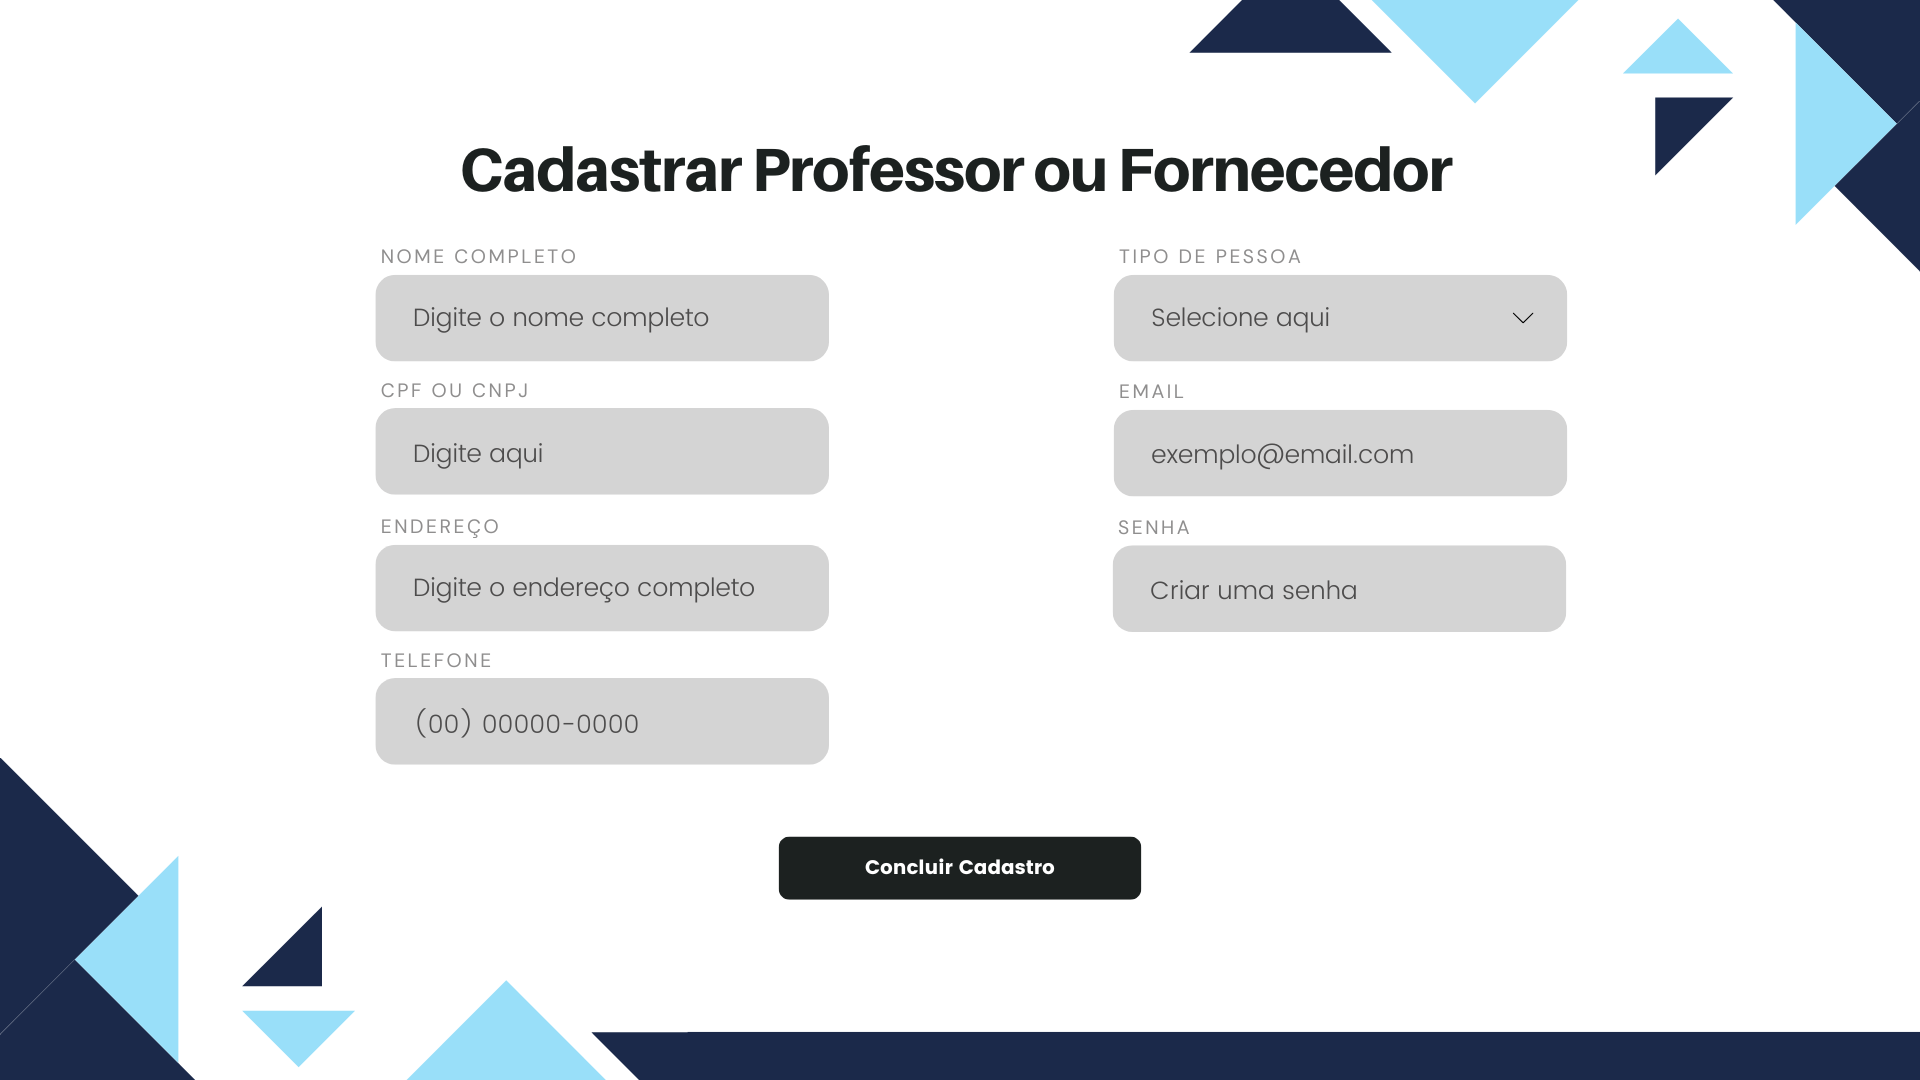 Cadastrar Professor ou Fornecedor
NOME COMPLETO
Digite o nome completo
CPF OU CNPJ
Digite aqui
ENDEREÇO
Digite o endereço completo
TELEFONE
(00) 00000-0000
TIPO DE PESSOA
Selecione aqui
EMAIL
exemplo@email.com
SENHA
Criar uma senha
Concluir Cadastro